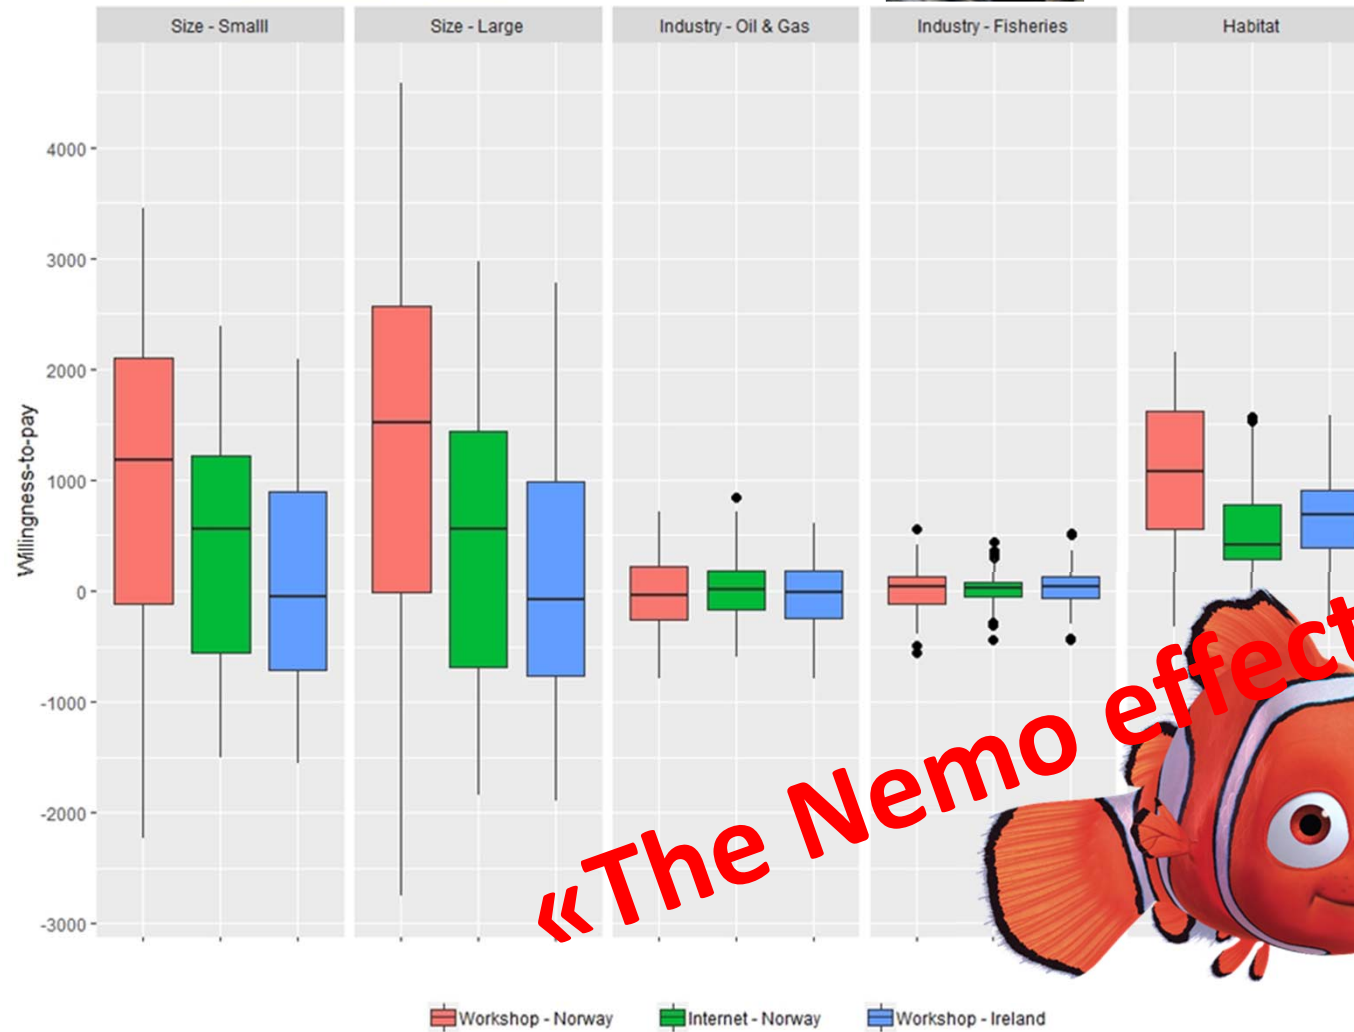 Size - Smalll
Size - Large
Industry - Oil & Gas
Industry - Fisheries
Habitat
Willingness-to-pay
4000
3000
2000
1000
0
-1000
-2000
-3000
«The Nemo effect
Workshop - Norway
Internet - Norway
Workshop - Ireland